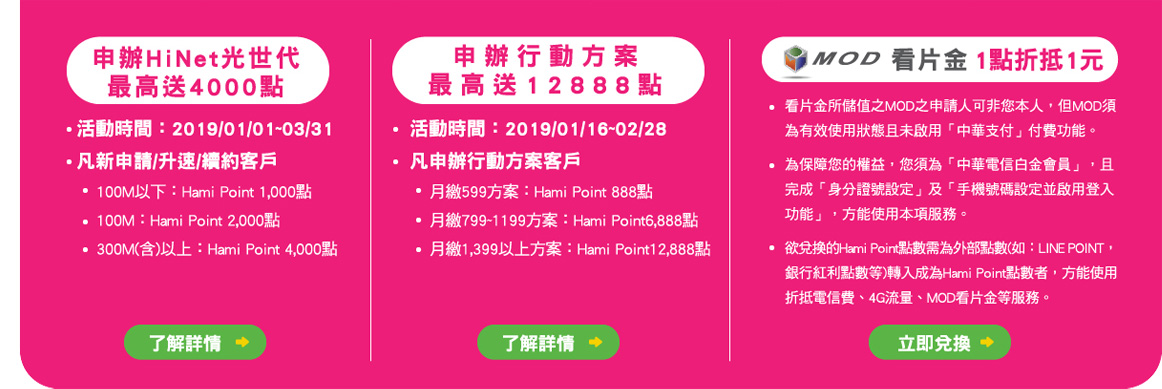 申辦HiNet光世代
最高送4000點
• 活動時間：2019/01/01~03/31
• 凡新申請/升速/續約客戶
• 100M以下：Hami Point 1,000點
• 100M：Hami Point 2,000點
• 300M(含)以上：Hami Point 4,000點
了解詳情
申辦行動方案
最高送12888點
• 活動時間：2019/01/16~02/28
• 凡申辦行動方案客戶
• 月繳599方案：Hami Point 888點
• 月繳799~1199方案：Hami Point6,888點
• 月繳1,399以上方案：Hami Point12,888點
了解詳情
MOD 看片金 1點折抵1元
• 看片金所儲值之MOD之申請人可非您本人，但MOD須
為有效使用狀態且未啟用「中華支付」付費功能。
• 為保障您的權益，您須為「中華電信白金會員」，且
完成「身分證號設定」及「手機號碼設定並啟用登入
功能」，方能使用本項服務。
• 欲兌換的Hami Point點數需為外部點數(如：LINE POINT，
銀行紅利點數等)轉入成為Hami Point點數者，方能使用
折抵電信費、4G流量、MOD看片金等服務。
立即兌換